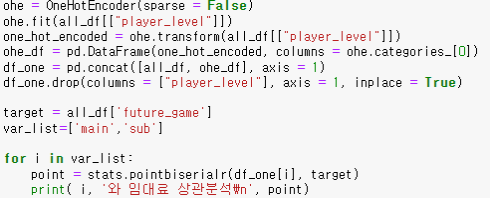 ohe = OneHotEncoder(sparse = False)
ohe.fit(all_df[["player_level"]])
one_hot_encoded = ohe.transform(all_df[["player_level"]])
ohe_df = pd.DataFrame(one_hot_encoded, columns = ohe.categories_[0])
df_one = pd.concat([all_df, ohe_df], axis = 1)
df_one.drop(columns = ["player_level"], axis = 1, inplace = True)
target = all_df['future_game']
var_list=['main','sub']
for i in var_list:
    point = stats.pointbiserialr(df_one[i], target)
    print( i, '와 임대료 상관분석₩n', point)